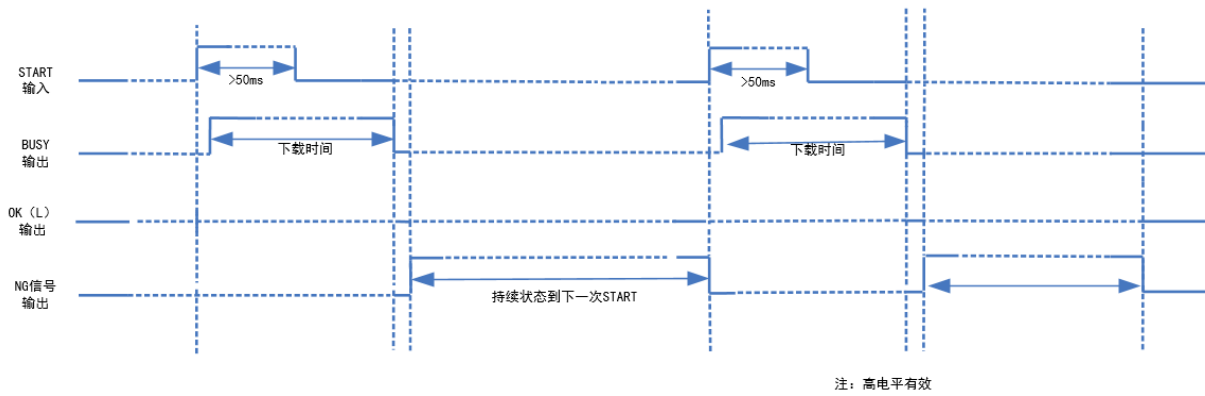 START
输入
>50ms
>50ms
BUSY
输出
下载时间
下载时间
OK（L）
输出
NG信号
输出
持续状态到下一次START
注：高电平有效